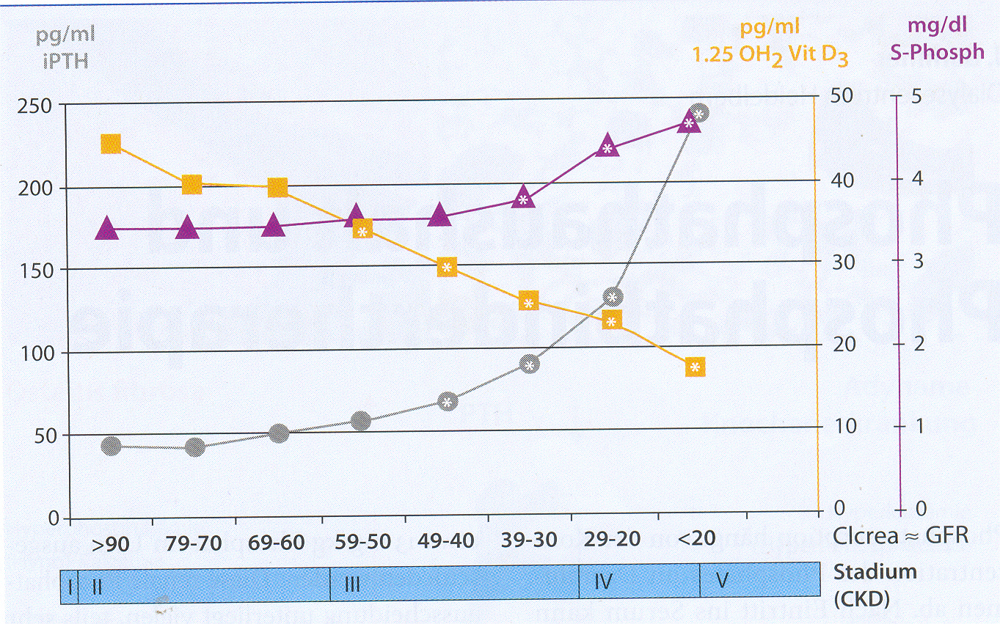 pg/ml
iPTH
pg/ml
1.25 OH2 Vit D3
mg/dl
S-Phosph
250
200
150
100
50
0
50
40
30
20
10
0
5
4
3
2
1
0
>90 79-70 69-60 59-50 49-40 39-30 29-20 <20 Clcrea ≈ GFR
I II III IV V Stadium
(CKD)